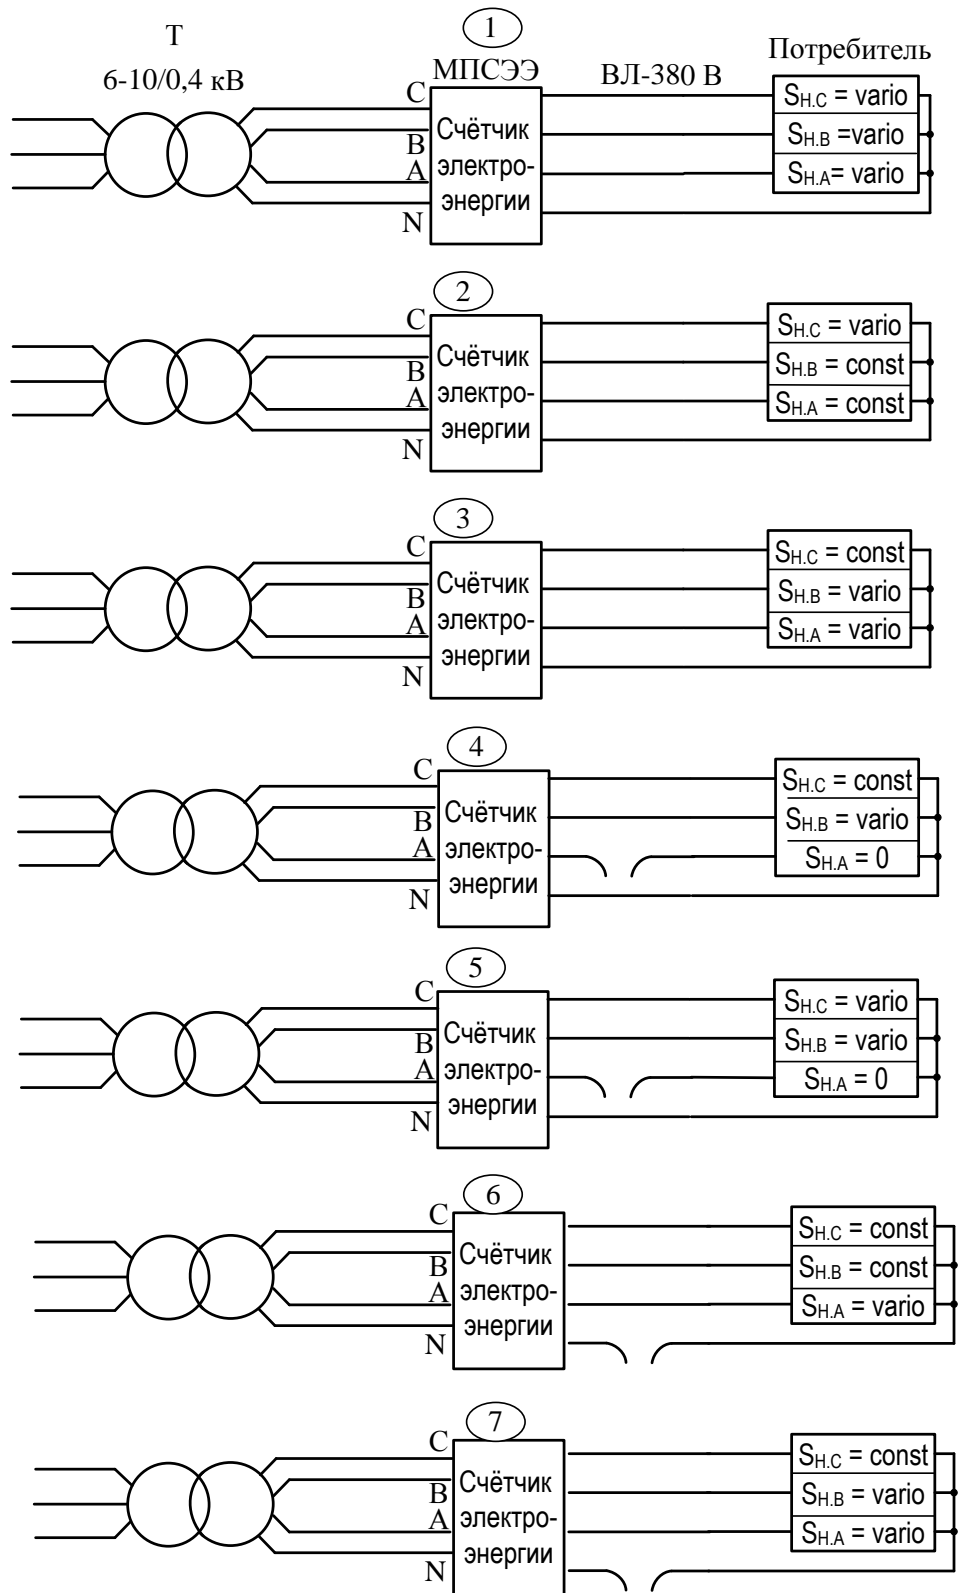 Т
6-10/0,4 кВ
1
МПСЭЭ
ВЛ-380 В
Потребитель
C
B
A
N
Счётчик
электро-
энергии
SН.С = vario
SН.В =vario
SН.А= vario
2
C
B
A
N
Счётчик
электро-
энергии
SН.С = vario
SН.В = const
SН.А = const
3
C
B
A
N
Счётчик
электро-
энергии
SН.С = const
SН.В = vario
SН.А = vario
4
C
B
A
N
Счётчик
электро-
энергии
SН.С = const
SН.В = vario
SН.А = 0
5
C
B
A
N
Счётчик
электро-
энергии
SН.С = vario
SН.В = vario
SН.А = 0
6
C
B
A
N
Счётчик
электро-
энергии
SН.С = const
SН.В = const
SН.А = vario
7
C
B
A
N
Счётчик
электро-
энергии
SН.С = const
SН.В = vario
SН.А = vario